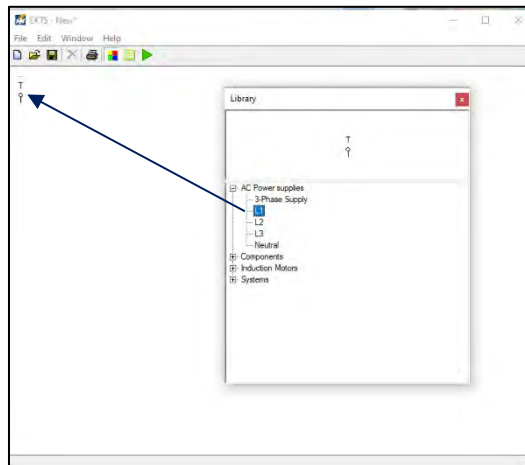 EKTS - New*
File Edit Window Help
T
Library
T
AC Power supplies
3-Phase Supply
L1
L2
L3
Neutral
Components
Induction Motors
Systems